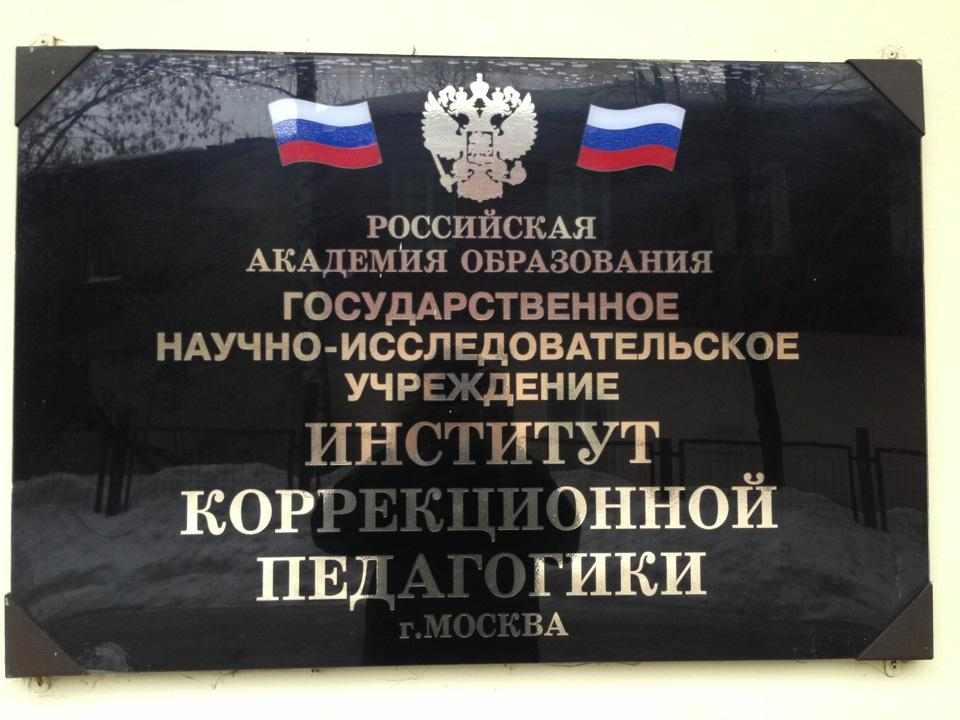 РОССИЙСКАЯ
АКАДЕМИЯ ОБРАЗОВАНИЯ
ГОСУДАРСТВЕННОЕ
НАУЧНО-ИССЛЕДОВАТЕЛЬСКОЕ
УЧРЕЖДЕНИЕ
ИНСТИТУТ
КОРРЕКЦИОННОЙ
ПЕДАГОГИКИ
г.МОСКВА